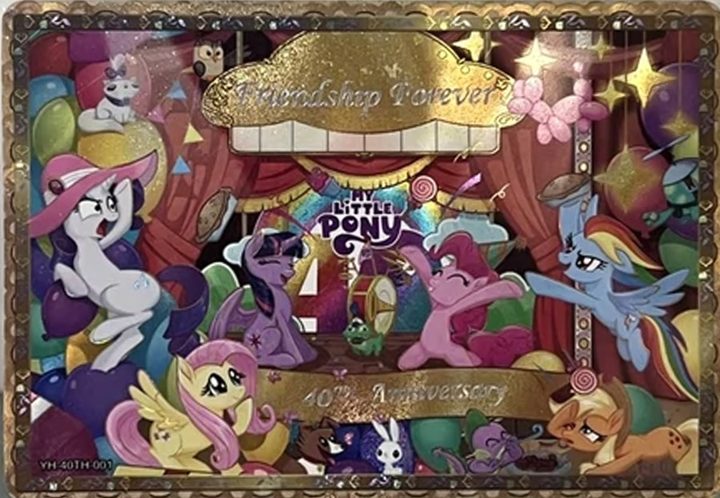 Friendship Forever
MY
LITTLE
PONY
40TH Anniversary
YH-40TH-001